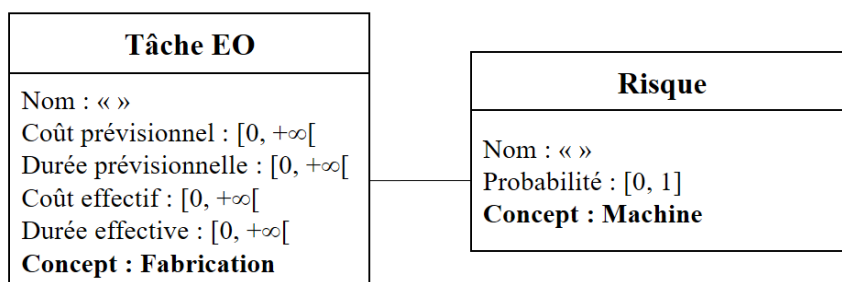 Tâche EO
Nom : « »
Coût prévisionnel : [0, +∞[
Durée prévisionnelle : [0, +∞[
Coût effectif : [0, +∞[
Durée effective : [0, +∞[
Concept : Fabrication
Risque
Nom : « »
Probabilité : [0, 1]
Concept : Machine